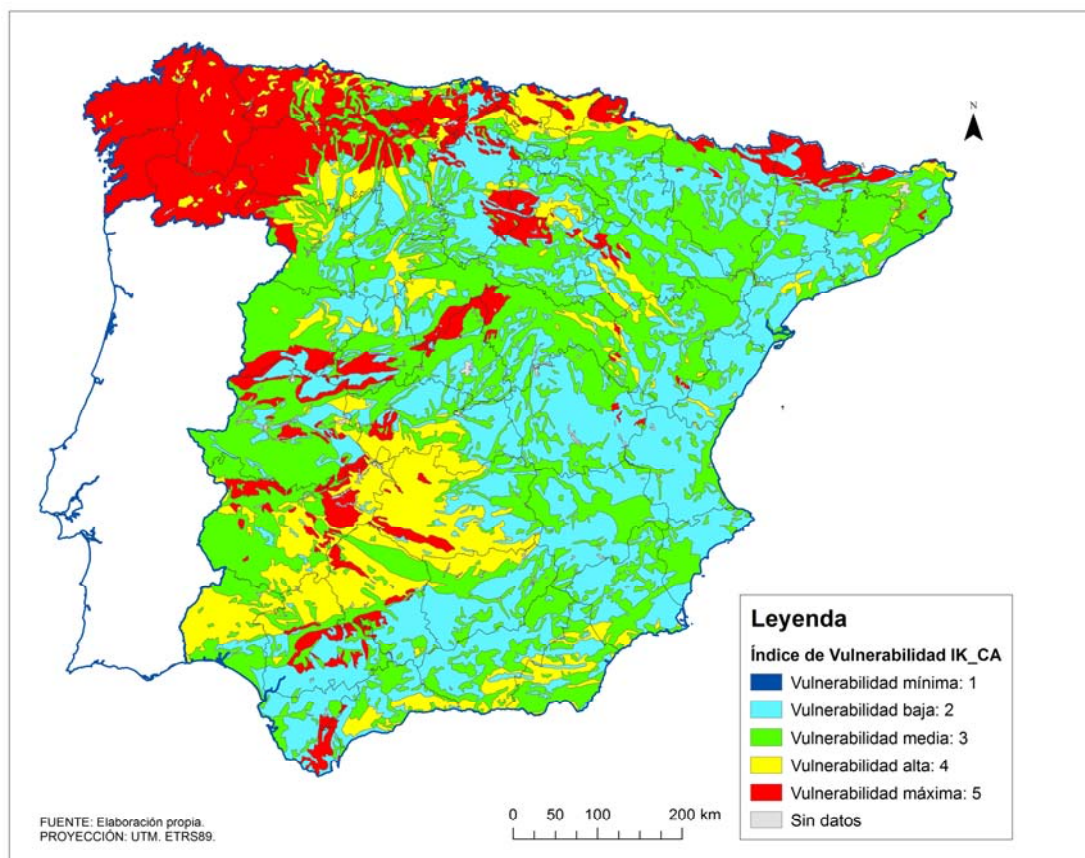 N
Leyenda
Índice de Vulnerabilidad IK_CA
Vulnerabilidad mínima: 1
Vulnerabilidad baja: 2
Vulnerabilidad media: 3
Vulnerabilidad alta: 4
Vulnerabilidad máxima: 5
Sin datos
FUENTE: Elaboración propia.
PROYECCIÓN: UTM. ETRS89.
0 50 100 200 km